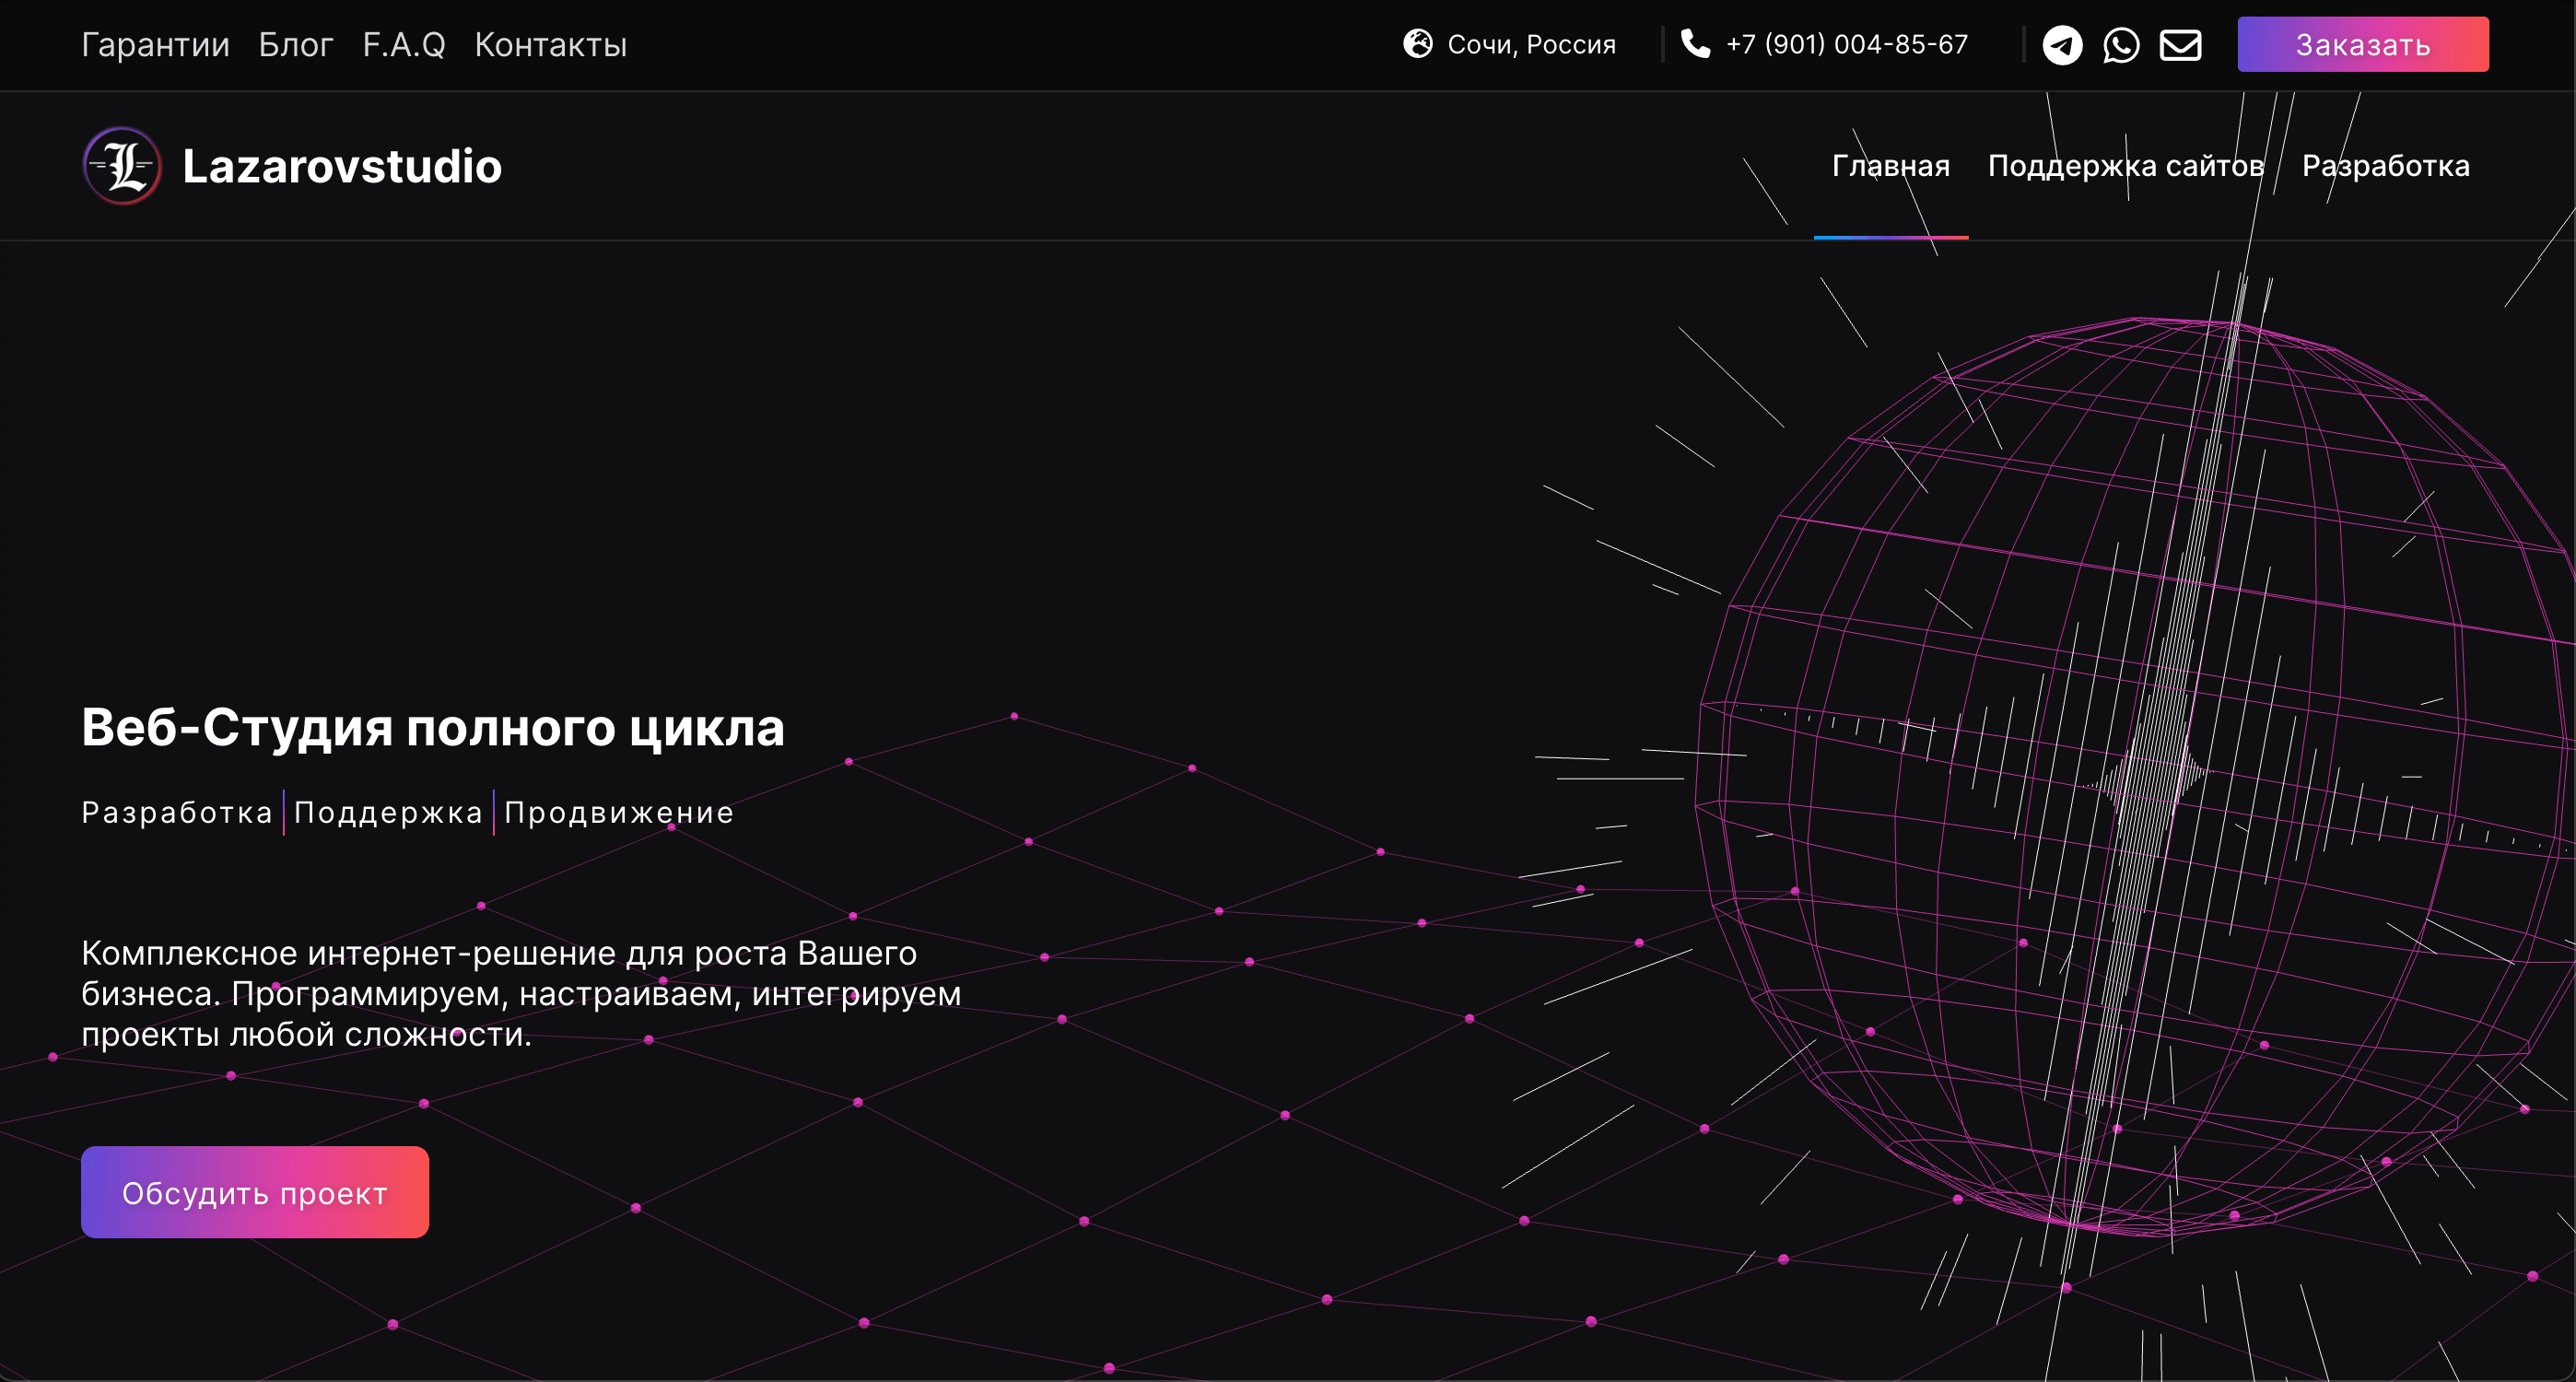 Гарантии Блог F.A.Q Контакты
Сочи, Россия +7 (901) 004-85-67 Заказать
L Lazarovstudio
Главная Поддержка сайтов Разработка
Веб-Студия полного цикла
Разработка Поддержка Продвижение
Комплексное интернет-решение для роста Вашего
бизнеса. Программируем, настраиваем, интегрируем
проекты любой сложности.
Обсудить проект